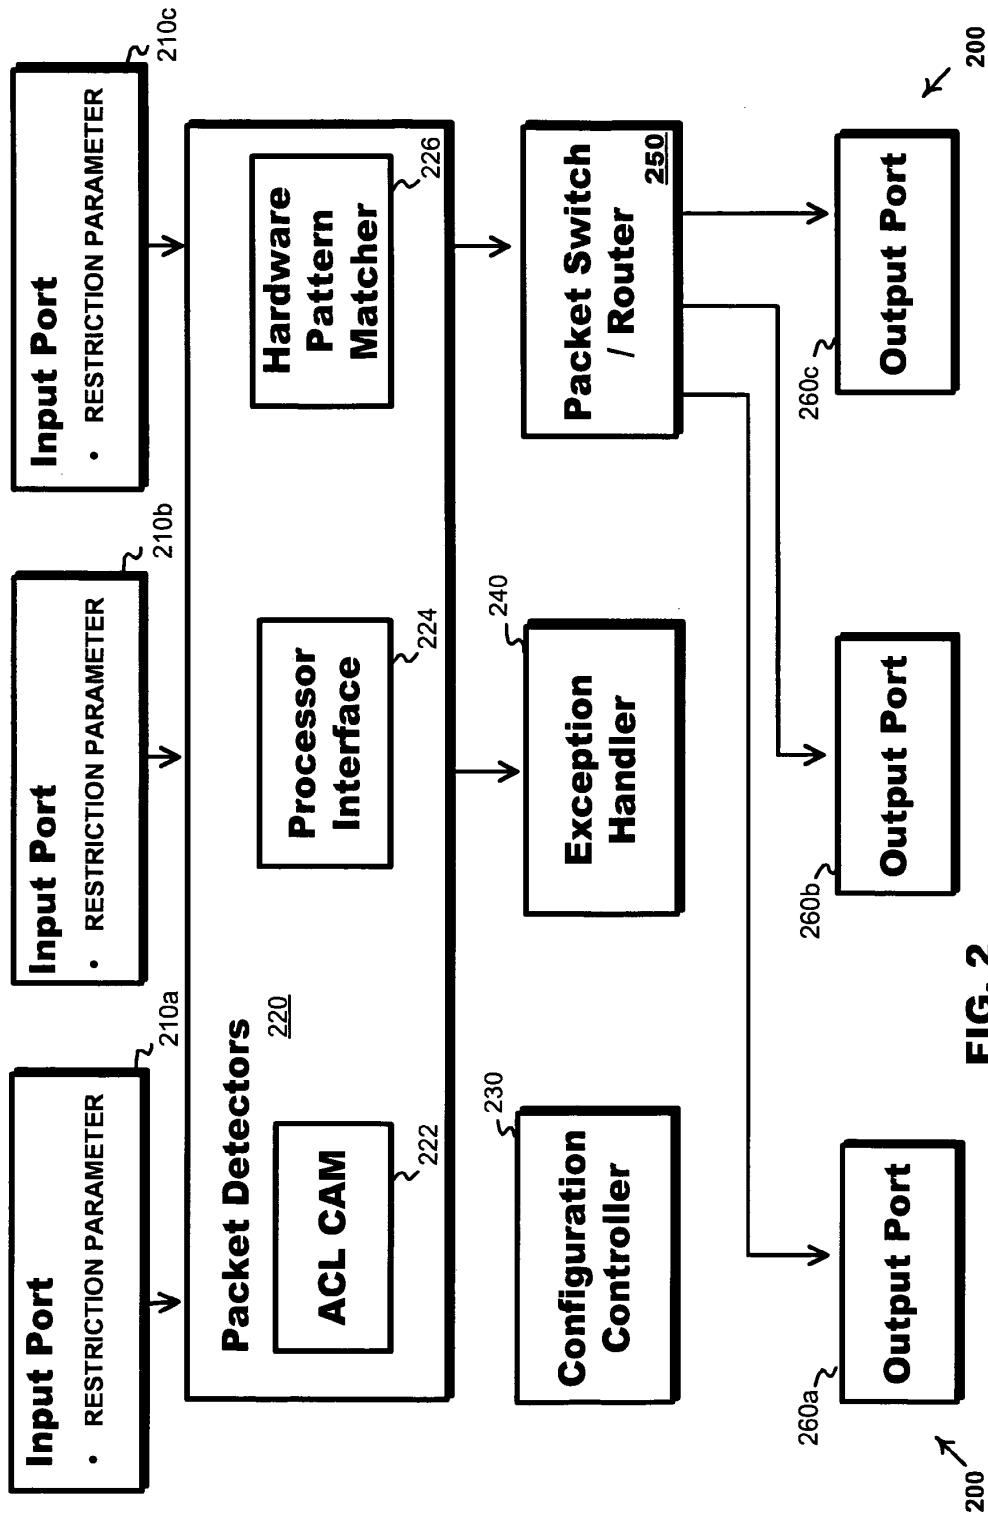 Input Port
• RESTRICTION PARAMETER
210a
Input Port
• RESTRICTION PARAMETER
210b
Input Port
• RESTRICTION PARAMETER
210c
Packet Detectors
220
ACL CAM
222
Processor
Interface
224
Hardware
Pattern
Matcher
226
Configuration
Controller
230
Exception
Handler
240
Packet Switch
/ Router
250
Output Port
260a
Output Port
260b
Output Port
260c
200
200
FIG. 2